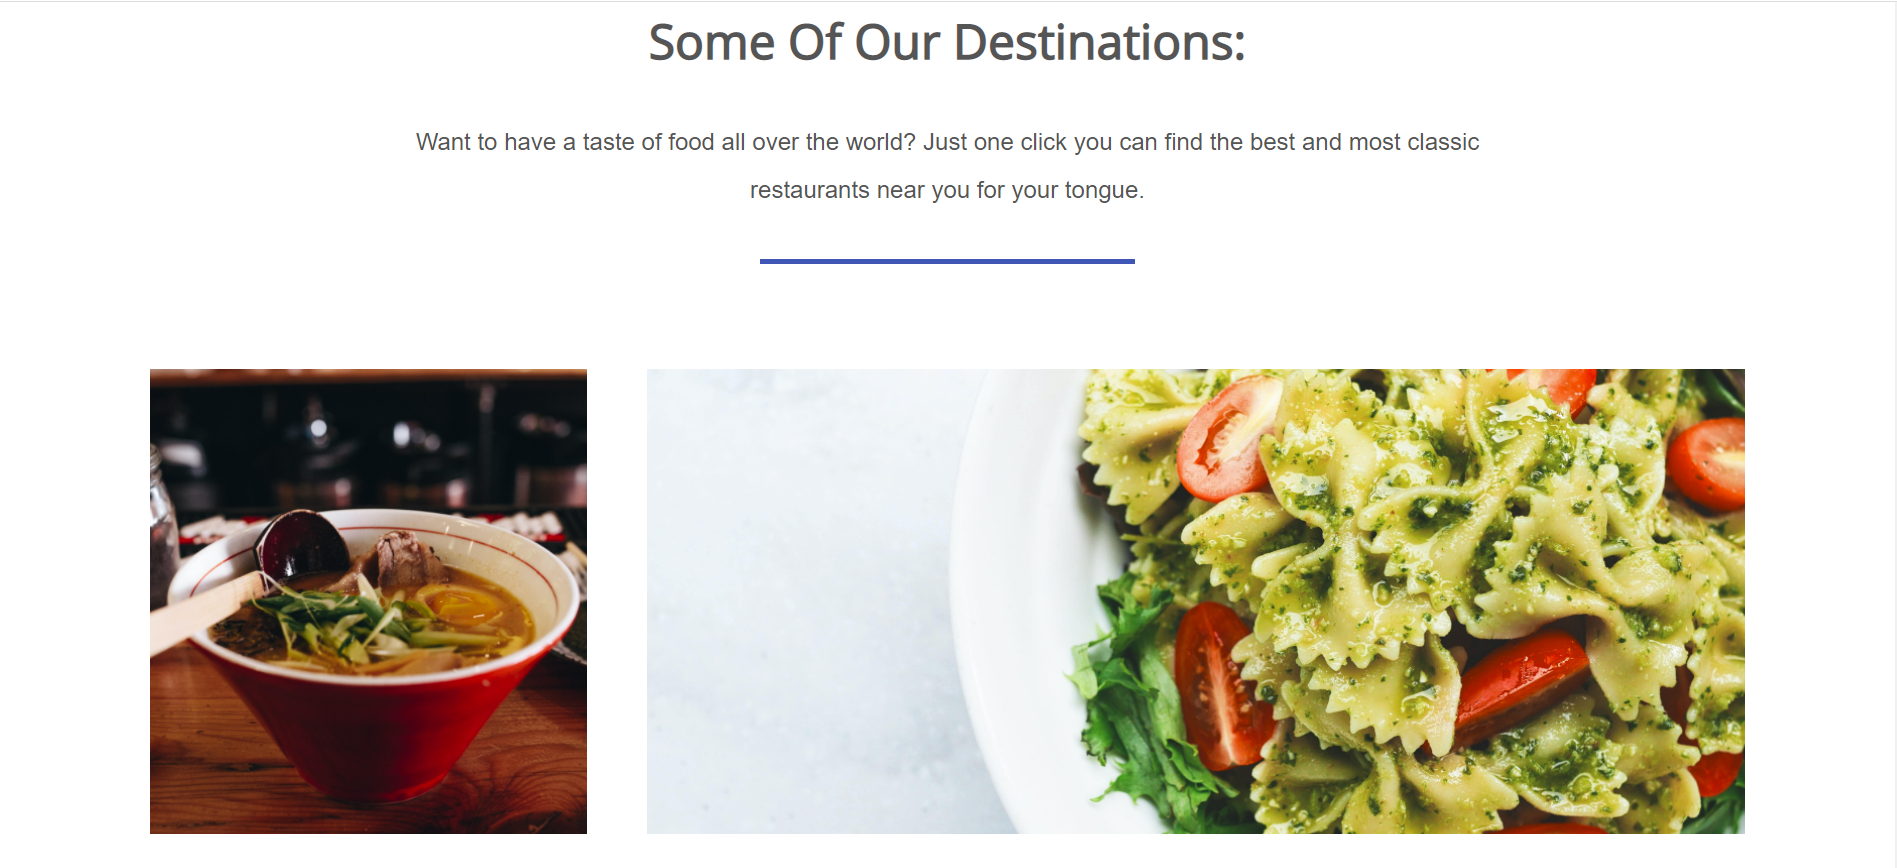 Some Of Our Destinations:
Want to have a taste of food all over the world? Just one click you can find the best and most classic
restaurants near you for your tongue.